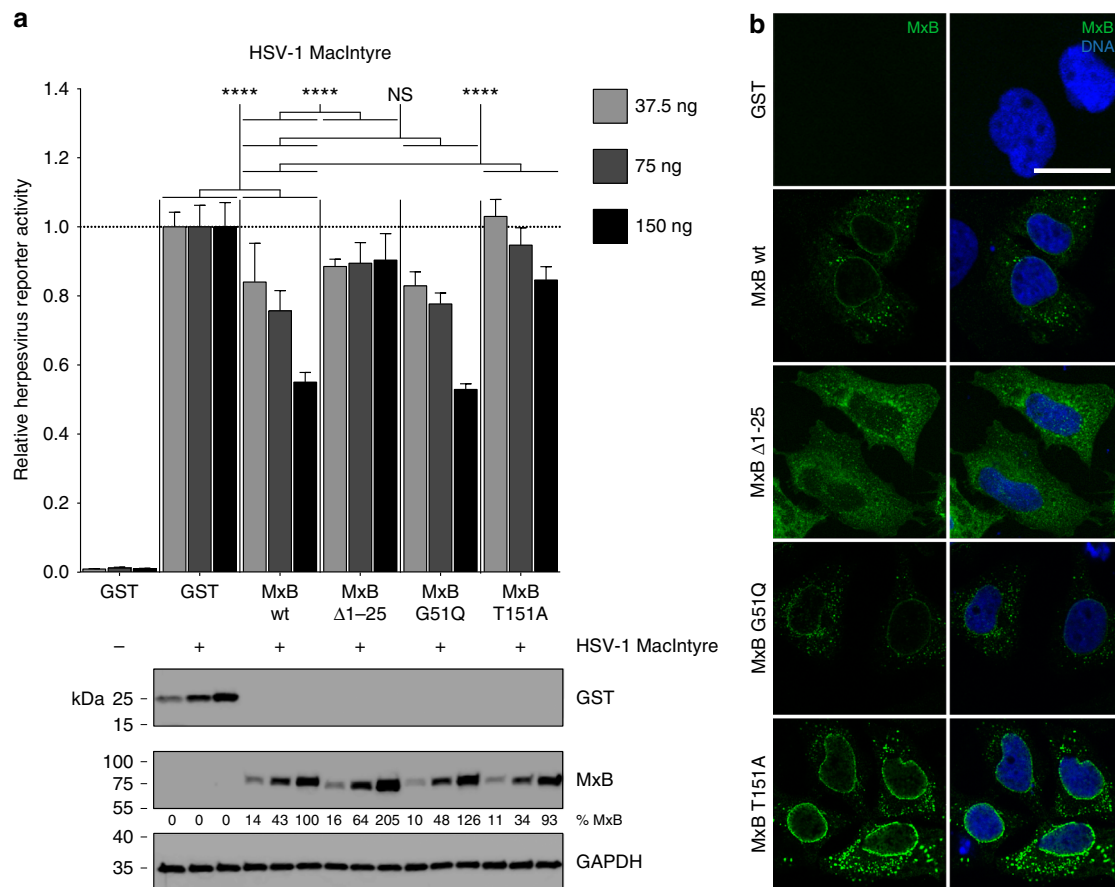 a
HSV-1 MacIntyre
**** **** NS ****
37.5 ng
75 ng
150 ng
Relative herpesvirus reporter activity
1.4
1.2
1.0
0.8
0.6
0.4
0.2
0.0
GST GST MxB wt MxB Δ1–25 MxB G51Q MxB T151A
– + + + + + HSV-1 MacIntyre
kDa 25
15
GST
100
75
55
MxB
0 0 0 14 43 100 16 64 205 10 48 126 11 34 93 % MxB
40
35
GAPDH
b
MxB
MxB
DNA
GST
MxB wt
MxB Δ1–25
MxB G51Q
MxB T151A